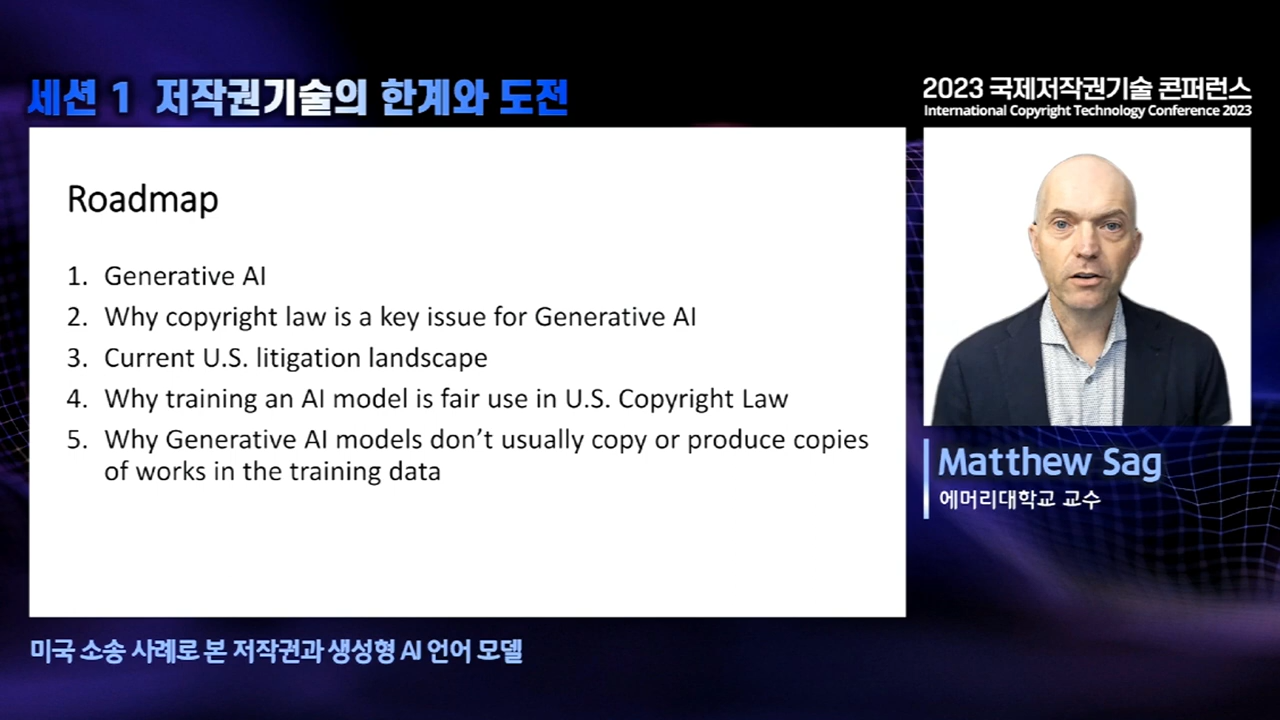 세션 1 저작권기술의 한계와 도전
2023 국제저작권기술 콘퍼런스
International Copyright Technology Conference 2023
Roadmap
1. Generative AI
2. Why copyright law is a key issue for Generative AI
3. Current U.S. litigation landscape
4. Why training an AI model is fair use in U.S. Copyright Law
5. Why Generative AI models don’t usually copy or produce copies
of works in the training data
Matthew Sag
에머리대학교 교수
미국 소송 사례로 본 저작권과 생성형 AI 언어 모델